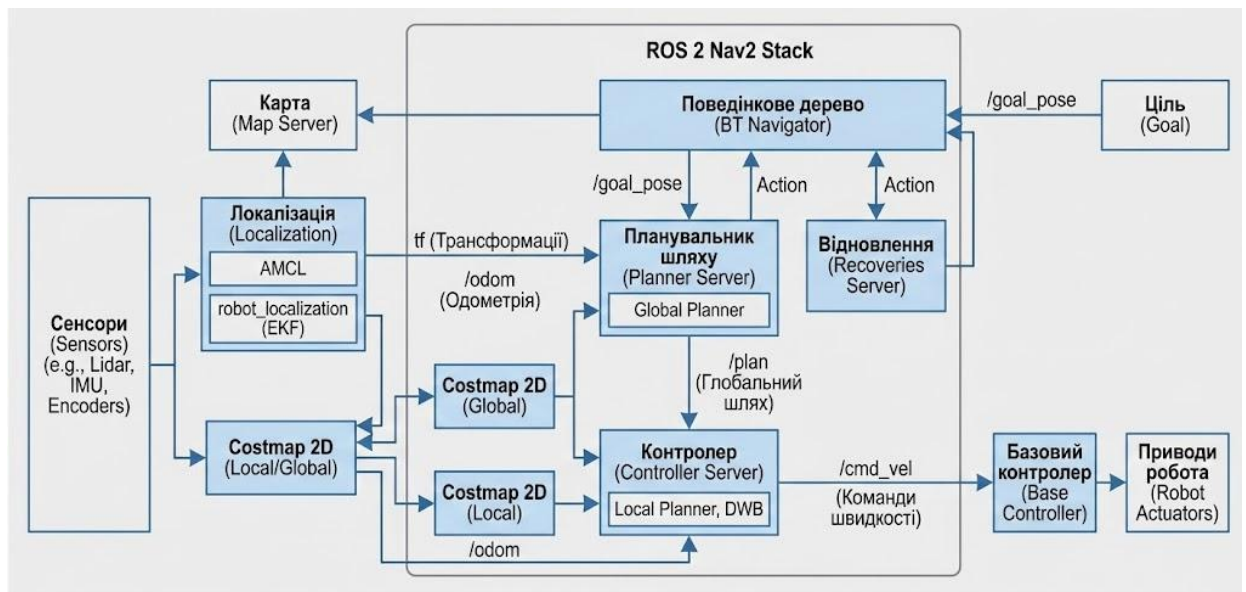 ROS 2 Nav2 Stack
Карта
(Map Server)
Поведінкове дерево
(BT Navigator)
/goal_pose
Ціль
(Goal)
/goal_pose
Action
Action
Локалізація
(Localization)
AMCL
robot_localization
(EKF)
tf (Трансформації)
/odom
(Одометрія)
Планувальник
шляху
(Planner Server)
Global Planner
Відновлення
(Recoveries
Server)
Сенсори
(Sensors)
(e.g., Lidar,
IMU,
Encoders)
/plan
(Глобальний
шлях)
Costmap 2D
(Global)
Costmap 2D
(Local/Global)
Costmap 2D
(Local)
/odom
Контролер
(Controller Server)
Local Planner, DWB
/cmd_vel
(Команди
швидкості)
Базовий
контролер
(Base
Controller)
Приводи
робота
(Robot
Actuators)